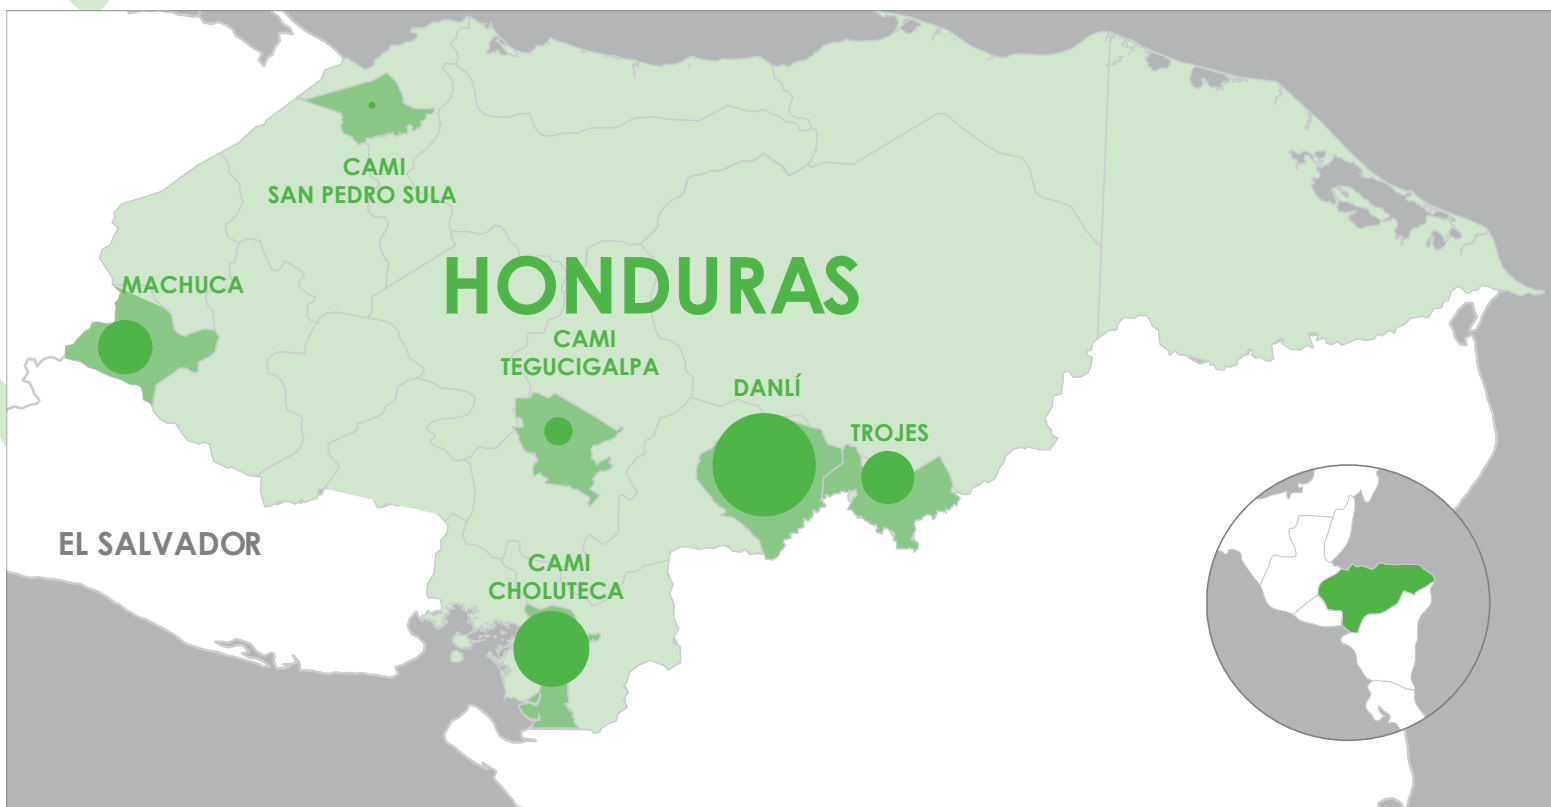 CAMI
SAN PEDRO SULA
MACHUCA
HONDURAS
CAMI
TEGUCIGALPA
DANLÍ
TROJES
EL SALVADOR
CAMI
CHOLUTECA